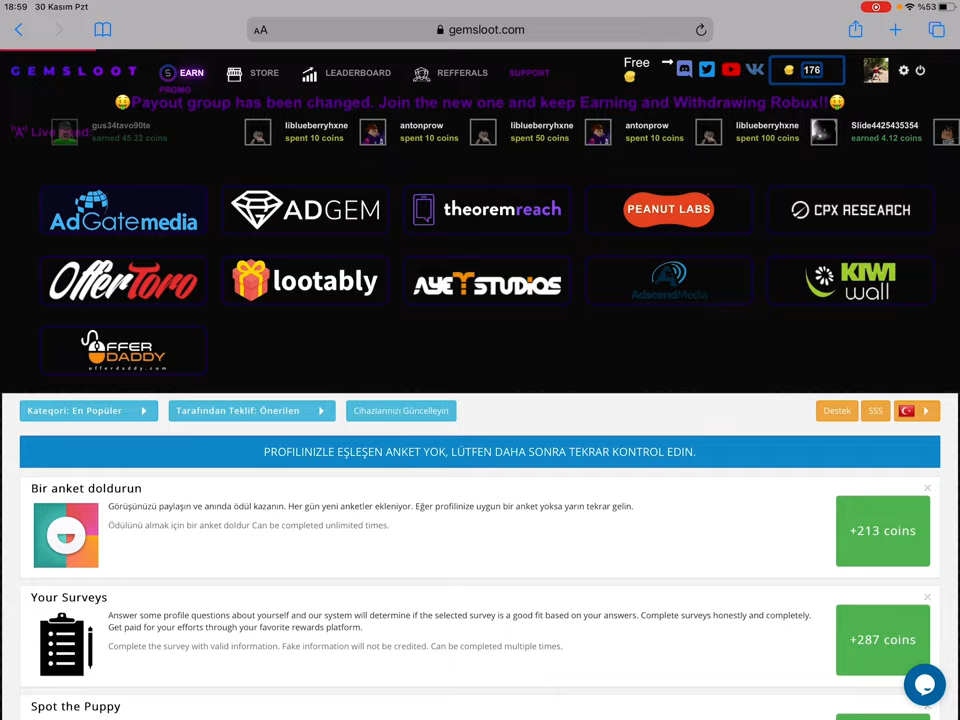 18:59 30 Kasım Pzt %53
AA gemsloot.com
GEMSLOOT S EARN STORE LEADERBOARD REFFERALS SUPPORT Free → 176
PROMO
🤑Payout group has been changed. Join the new one and keep Earning and Withdrawing Robux!!🤑
Live Feed:
gus34tavo90te liblueberryhxne antonprow liblueberryhxne antonprow liblueberryhxne Slide4425435354
earned 45.32 coins spent 10 coins spent 10 coins spent 50 coins spent 10 coins spent 100 coins earned 4.12 coins
AdGatemedia ADGEM theoremreach PEANUT LABS CPX RESEARCH
OfferToro lootably AYET STUDIOS AdscendMedia KIWI wall
OFFER DADDY
offerdaddy.com
Kategori: En Popüler Tarafından Teklif: Önerilen Cihazlarınızı Güncelleyin Destek SSS
PROFILINIZLE EŞLEŞEN ANKET YOK, LÜTFEN DAHA SONRA TEKRAR KONTROL EDIN.
Bir anket doldurun ×
Görüşünüzü paylaşın ve anında ödül kazanın. Her gün yeni anketler ekleniyor. Eğer profilinize uygun bir anket yoksa yarın tekrar gelin.
Ödülünü almak için bir anket doldur Can be completed unlimited times.
+213 coins
Your Surveys ×
Answer some profile questions about yourself and our system will determine if the selected survey is a good fit based on your answers. Complete surveys honestly and completely.
Get paid for your efforts through your favorite rewards platform.
Complete the survey with valid information. Fake information will not be credited. Can be completed multiple times.
+287 coins
Spot the Puppy